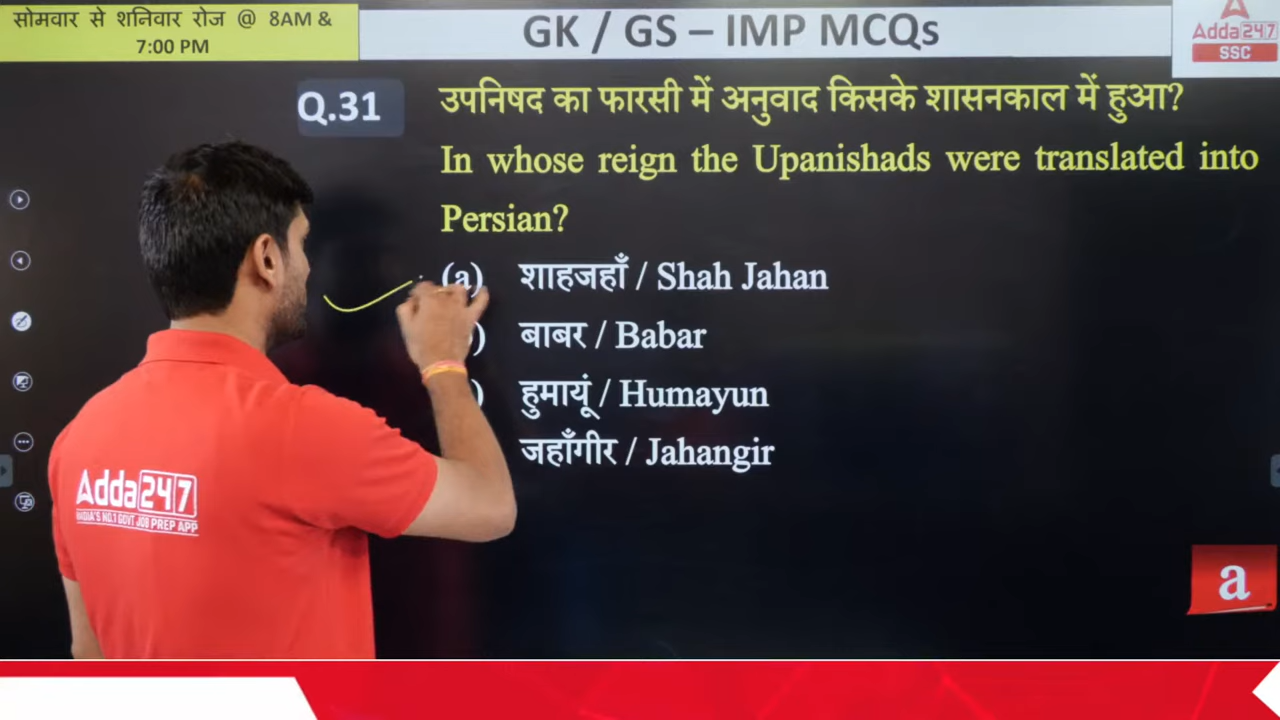 सोमवार से शनिवार रोज @ 8AM &
7:00 PM
GK / GS – IMP MCQs
Adda247
SSC
Q.31
उपनिषद का फारसी में अनुवाद किसके शासनकाल में हुआ?
In whose reign the Upanishads were translated into
Persian?
(a) शाहजहाँ / Shah Jahan
) बाबर / Babar
) हुमायूं / Humayun
जहाँगीर / Jahangir
Adda247
INDIA'S NO.1 GOVT JOB PREP APP
a